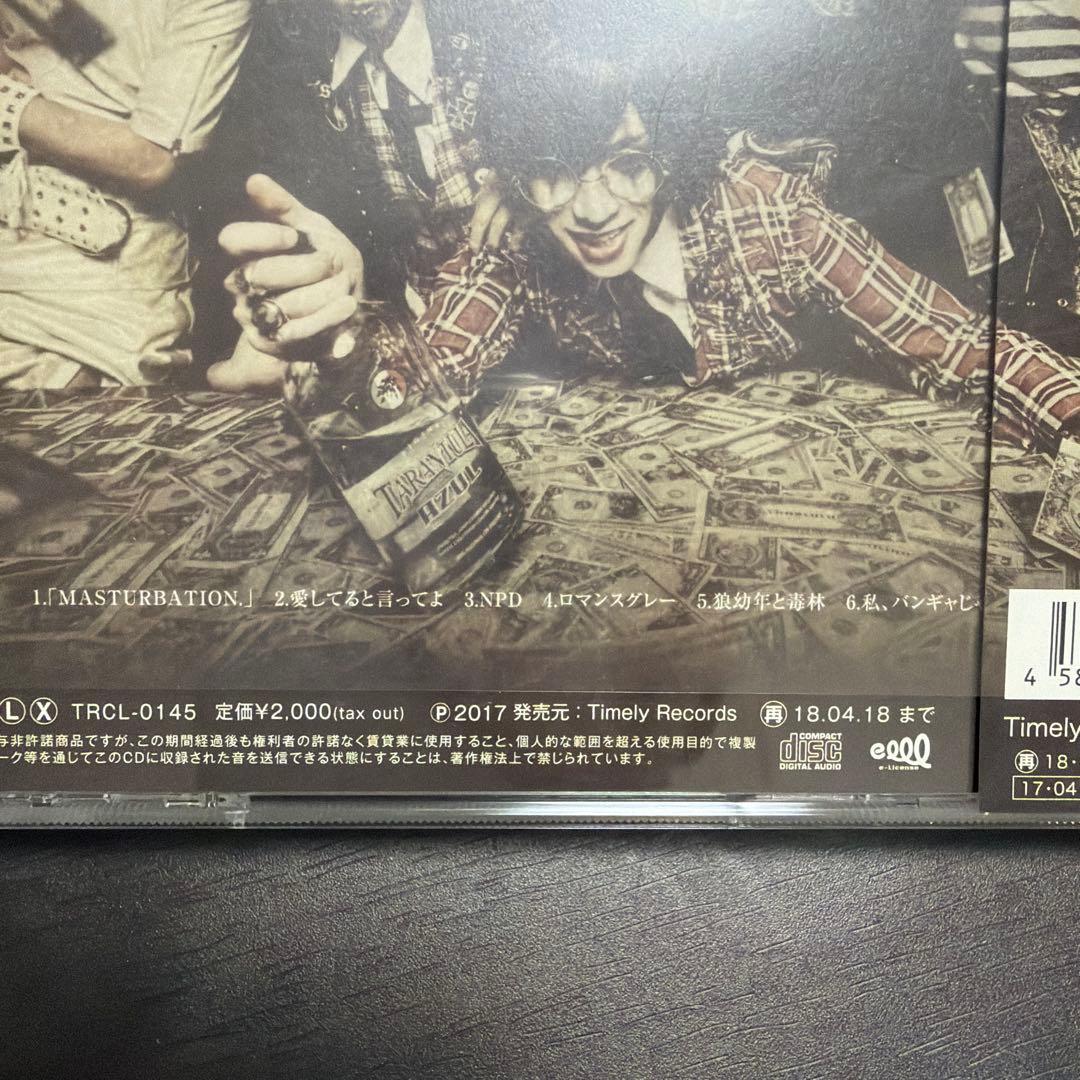 TARANTULA
AZUL
1.「MASTURBATION.」 2.愛してると言ってよ 3.NPD 4.ロマンスグレー 5.狼幼年と毒林 6.私、バンギャじ
L X TRCL-0145 定価¥2,000(tax out) Ⓟ2017 発売元：Timely Records 再 18.04.18 まで
与非許諾商品ですが、この期間経過後も権利者の許諾なく賃貸業に使用すること、個人的な範囲を超える使用目的で複製
ーク等を通じてこのCDに収録された音を送信できる状態にすることは、著作権法上で禁じられています。
COMPACT
disc
DIGITAL AUDIO
e-License
4 58
Timely
再 18・
17・04